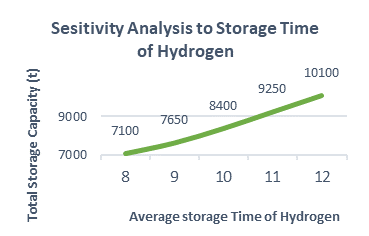 Sesitivity Analysis to Storage Time
of Hydrogen
Total Storage Capacity (t)
10100
9250
8400
7650
7100
9000
7000
8 9 10 11 12
Average storage Time of Hydrogen